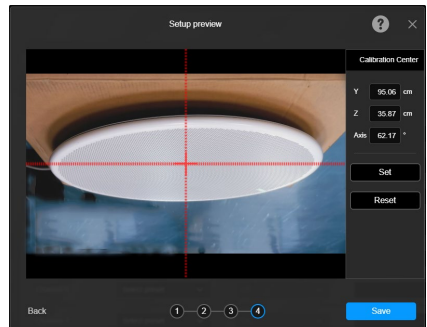 Setup preview
?
Calibration Center
Y 95.06 cm
Z 35.87 cm
Axis 62.17 °
Set
Reset
Back
1 2 3 4
Save